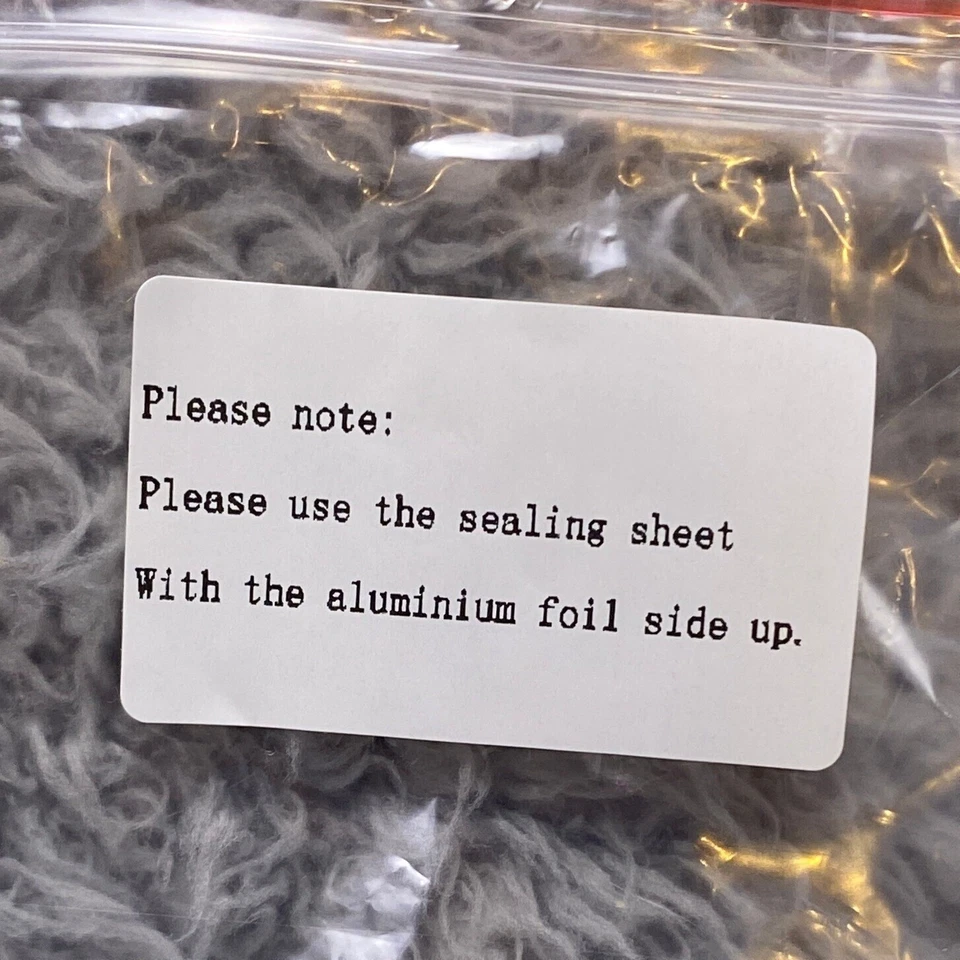 Please note:
Please use the sealing sheet
With the aluminium foil side up.